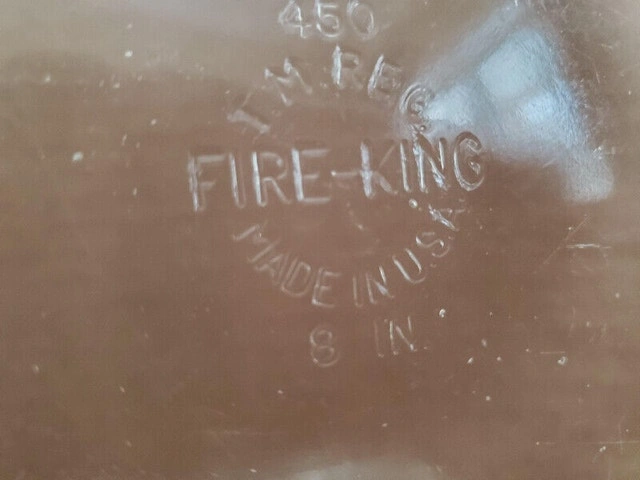 450
T.M. REG.
FIRE-KING
MADE IN U.S.A.
8 IN.